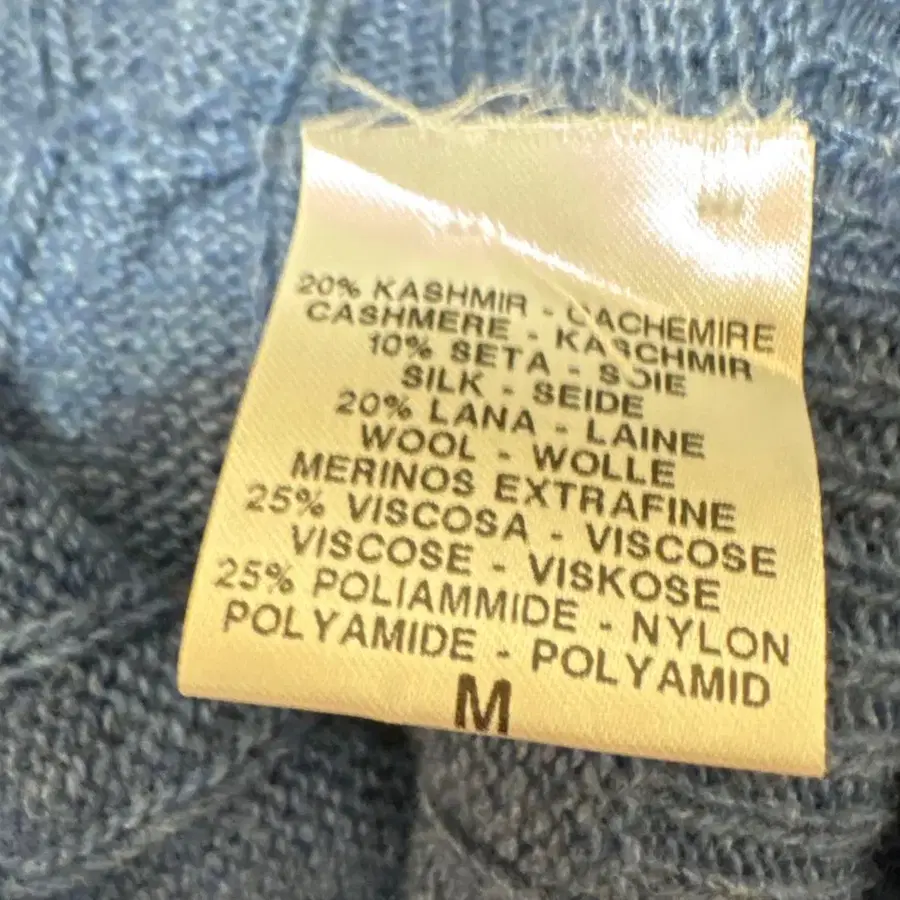 20% KASHMIR - CACHEMIRE
CASHMERE - KASCHMIR
10% SETA - SOIE
SILK - SEIDE
20% LANA - LAINE
WOOL - WOLLE
MERINOS EXTRAFINE
25% VISCOSA - VISCOSE
VISCOSE - VISKOSE
25% POLIAMMIDE - NYLON
POLYAMIDE - POLYAMID
M